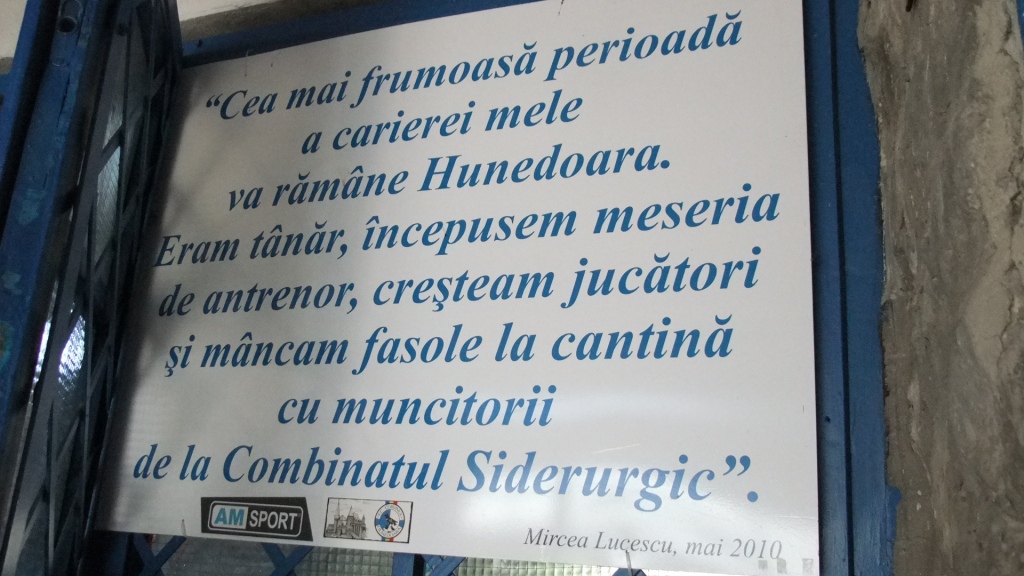 “Cea mai frumoasă perioadă
a carierei mele
va rămâne Hunedoara.
Eram tânăr, începusem meseria
de antrenor, creşteam jucători
şi mâncam fasole la cantină
cu muncitorii
de la Combinatul Siderurgic”.
AM SPORT
Mircea Lucescu, mai 2010